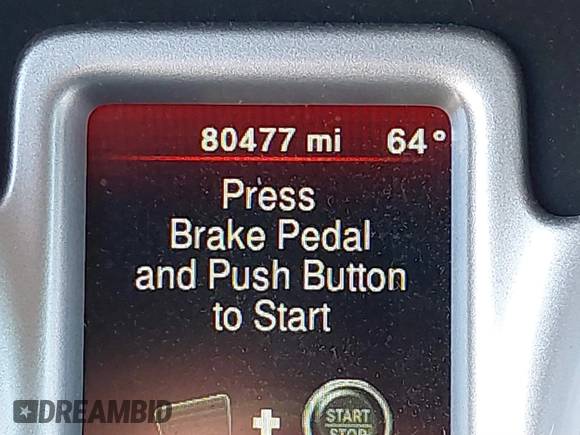 80477 mi 64°
Press
Brake Pedal
and Push Button
to Start
+
START
STOP
DREAMBID